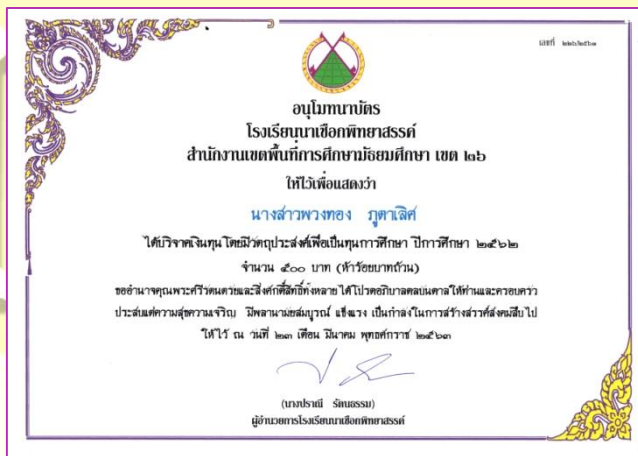 เลขที่ ๒๒๖/๒๕๖๓
อนุโมทนาบัตร
โรงเรียนนาเชือกพิทยาสรรค์
สำนักงานเขตพื้นที่การศึกษามัธยมศึกษา เขต ๒๖
ให้ไว้เพื่อแสดงว่า
นางสาวพวงทอง ภูตาเลิศ
ได้บริจาคเงินทุน โดยมีวัตถุประสงค์เพื่อเป็นทุนการศึกษา ปีการศึกษา ๒๕๖๒
จำนวน ๕๐๐ บาท (ห้าร้อยบาทถ้วน)
ขออำนาจคุณพระศรีรัตนตรัยและสิ่งศักดิ์สิทธิ์ทั้งหลาย ได้โปรดอภิบาลดลบันดาลให้ท่านและครอบครัว
ประสบแต่ความสุขความเจริญ มีพลานามัยสมบูรณ์ แข็งแรง เป็นกำลังในการสร้างสรรค์สังคมสืบไป
ให้ไว้ ณ วันที่ ๒๓ เดือน มีนาคม พุทธศักราช ๒๕๖๓
(นางปราณี รัตนธรรม)
ผู้อำนวยการโรงเรียนนาเชือกพิทยาสรรค์